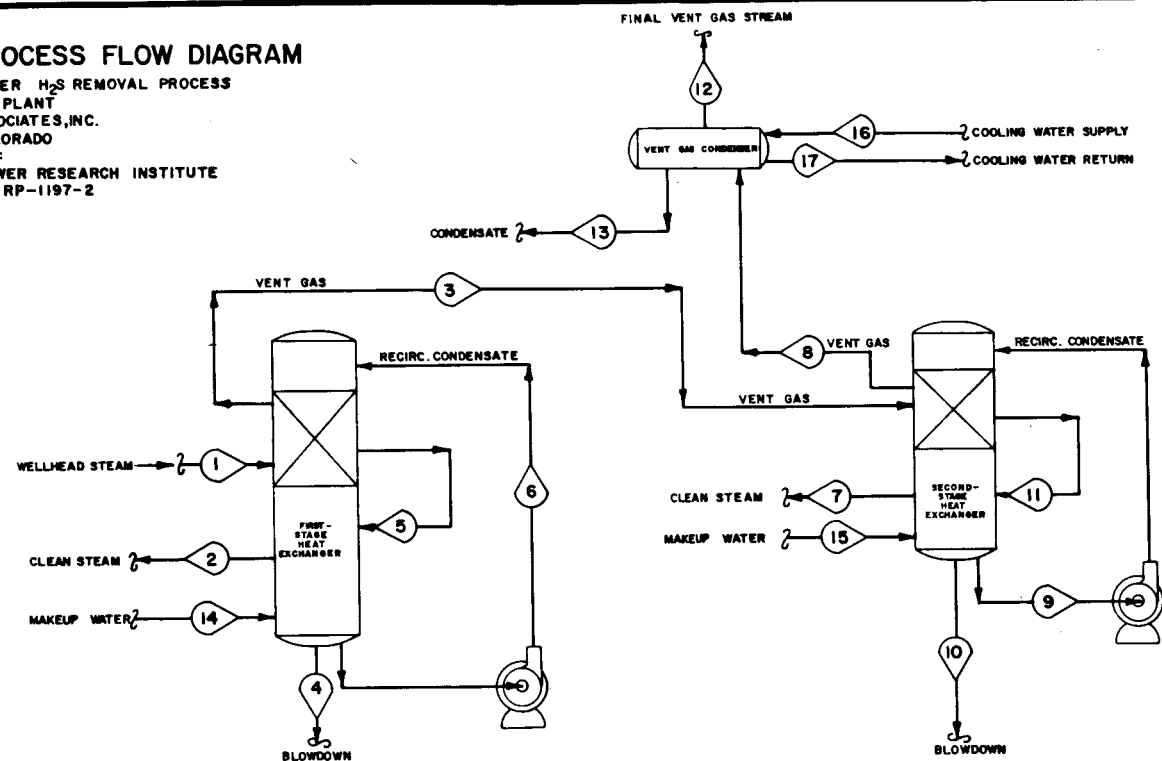 OCESS FLOW DIAGRAM
ER H₂S REMOVAL PROCESS
PLANT
OCIATES,INC.
ORADO
:
WER RESEARCH INSTITUTE
RP-1197-2
FINAL VENT GAS STREAM
12
VENT GAS CONDENSER
16
COOLING WATER SUPPLY
17
COOLING WATER RETURN
CONDENSATE
13
VENT GAS
3
RECIRC. CONDENSATE
8
VENT GAS
RECIRC. CONDENSATE
VENT GAS
WELLHEAD STEAM
1
5
6
FIRST-
STAGE
HEAT
EXCHANGER
CLEAN STEAM
2
MAKEUP WATER
14
4
BLOWDOWN
CLEAN STEAM
7
SECOND-
STAGE
HEAT
EXCHANGER
11
MAKEUP WATER
15
9
10
BLOWDOWN